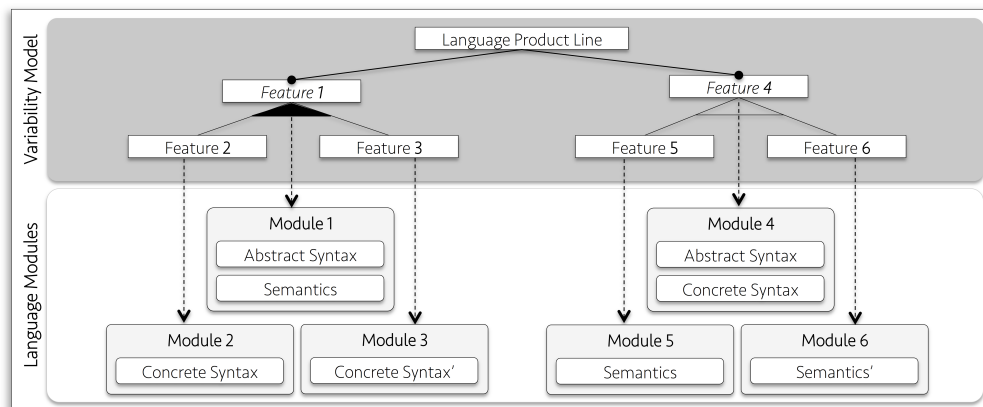 Variability Model
Language Product Line
Feature 1
Feature 4
Feature 2
Feature 3
Feature 5
Feature 6
Language Modules
Module 1
Abstract Syntax
Semantics
Module 4
Abstract Syntax
Concrete Syntax
Module 2
Concrete Syntax
Module 3
Concrete Syntax′
Module 5
Semantics
Module 6
Semantics′